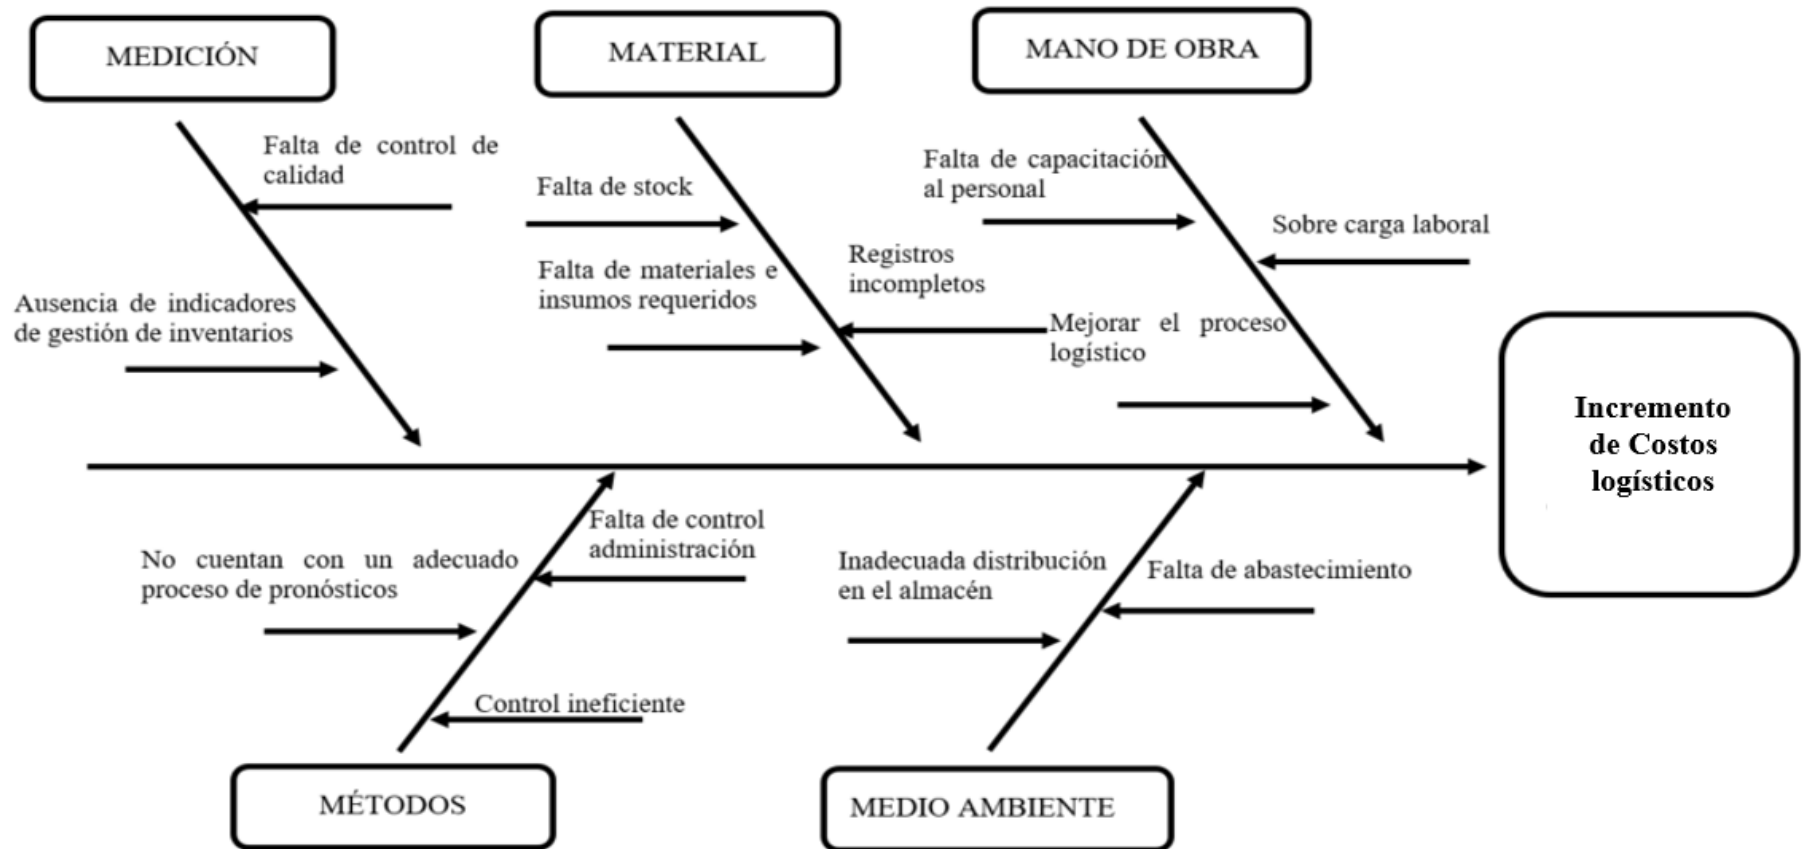 MEDICIÓN
MATERIAL
MANO DE OBRA
Falta de control de
calidad
Falta de stock
Falta de capacitación
al personal
Sobre carga laboral
Ausencia de indicadores
de gestión de inventarios
Falta de materiales e
insumos requeridos
Registros
incompletos
Mejorar el proceso
logístico
Incremento
de Costos
logísticos
No cuentan con un adecuado
proceso de pronósticos
Falta de control
administración
Control ineficiente
Inadecuada distribución
en el almacén
Falta de abastecimiento
MÉTODOS
MEDIO AMBIENTE